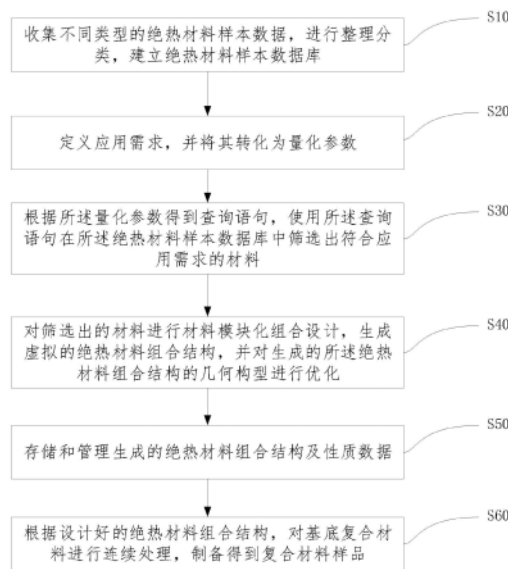 收集不同类型的绝热材料样本数据，进行整理分
类，建立绝热材料样本数据库
S10
定义应用需求，并将其转化为量化参数
S20
根据所述量化参数得到查询语句，使用所述查询
语句在所述绝热材料样本数据库中筛选出符合应
用需求的材料
S30
对筛选出的材料进行材料模块化组合设计，生成
虚拟的绝热材料组合结构，并对生成的所述绝热
材料组合结构的几何构型进行优化
S40
存储和管理生成的绝热材料组合结构及性质数据
S50
根据设计好的绝热材料组合结构，对基底复合材
料进行连续处理，制备得到复合材料样品
S60